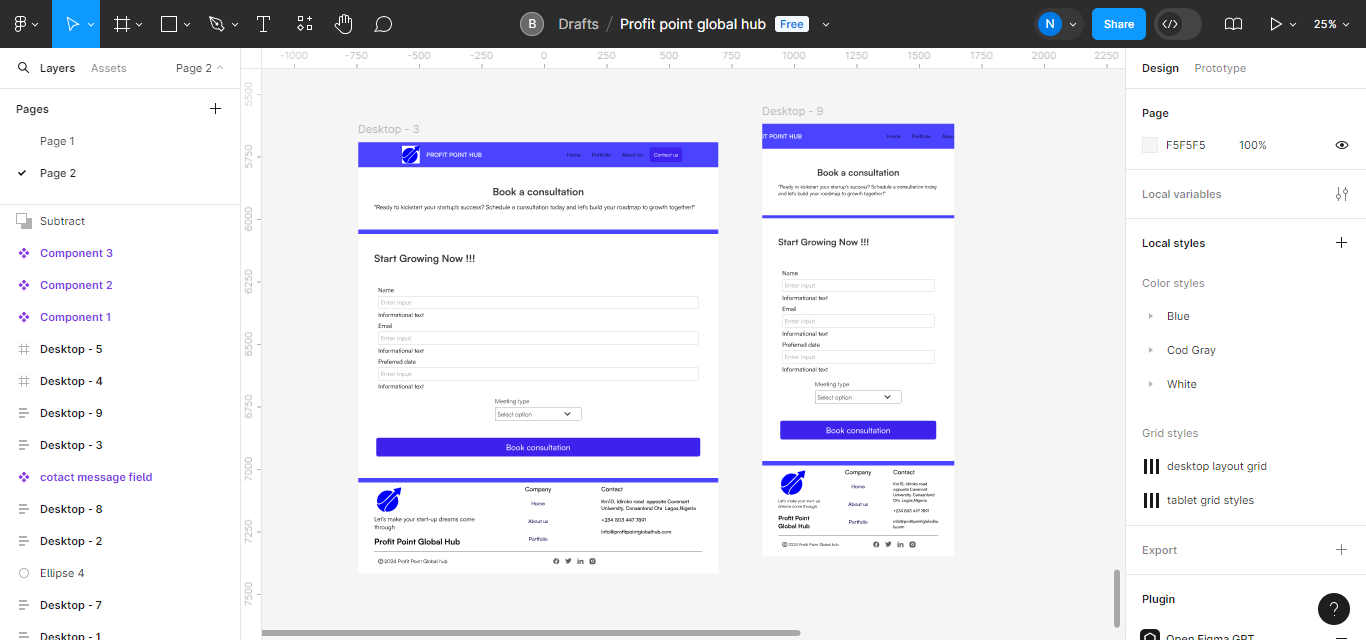 B Drafts / Profit point global hub Free
N Share 25%
Layers Assets Page 2
Pages
Page 1
Page 2
Subtract
Component 3
Component 2
Component 1
Desktop - 5
Desktop - 4
Desktop - 9
Desktop - 3
cotact message field
Desktop - 8
Desktop - 2
Ellipse 4
Desktop - 7
Desktop - 1
-1000 -750 -500 -250 0 250 500 750 1000 1250 1500 1750 2000 2250
5500
5750
6000
6250
6500
6750
7000
7250
7500
Desktop - 3
PROFIT POINT HUB Home Portfolio About Us Contact us
Book a consultation
"Ready to kickstart your startup's success? Schedule a consultation today and let's build your roadmap to growth together!"
Start Growing Now !!!
Name
Enter input
Informational text
Email
Enter input
Informational text
Preferred date
Enter input
Informational text
Meeting type
Select option
Book consultation
Let's make your start-up dreams come
fthrough
Profit Point Global Hub
Company
Home
About us
Portfolio
Contact
Km10, Idiroko road opposite Covenant
University, Canaanland Ota Lagos,Nigeria
+234 803 447 7891
info@profitpointglobalhub.com
© 2024 Profit Point Global hub
Desktop - 9
IT POINT HUB Home Portfolio Abou
Book a consultation
"Ready to kickstart your startup's success? Schedule a consultation today
and let's build your roadmap to growth together!"
Start Growing Now !!!
Name
Enter input
Informational text
Email
Enter input
Informational text
Preferred date
Enter input
Informational text
Meeting type
Select option
Book consultation
Let's make your start-up
dreams come through
Profit Point
Global Hub
Company
Home
About us
Portfolio
Contact
Km10, Idiroko road
opposite Covenant
University, Canaanland
Ota Lagos,Nigeria
+234 803 447 7891
info@profitpointglobalhu
b.com
© 2024 Profit Point Global hub
Design Prototype
Page
F5F5F5 100%
Local variables
Local styles
Color styles
Blue
Cod Gray
White
Grid styles
desktop layout grid
tablet grid styles
Export
Plugin
Open Figma GPT
?